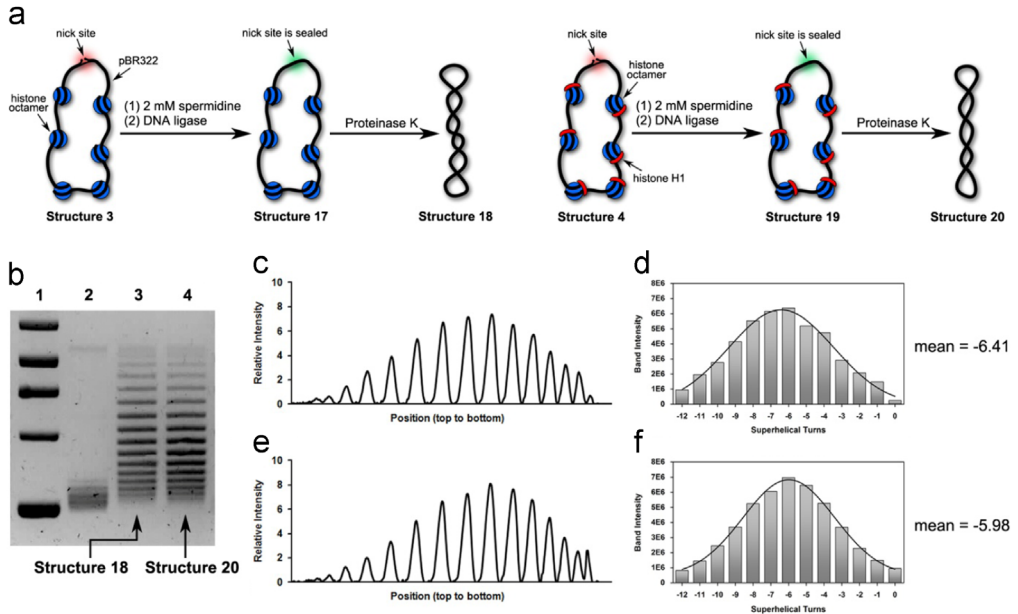 a
nick site
pBR322
histone
octamer
(1) 2 mM spermidine
(2) DNA ligase
Structure 3
nick site is sealed
Structure 17
Proteinase K
Structure 18
nick site
histone
octamer
(1) 2 mM spermidine
(2) DNA ligase
histone H1
Structure 4
nick site is sealed
Structure 19
Proteinase K
Structure 20
b
1 2 3 4
Structure 18 Structure 20
c
Relative Intensity
10
8
6
4
2
0
Position (top to bottom)
d
Band Intensity
8E6
7E6
6E6
5E6
4E6
3E6
2E6
1E6
0
-12 -11 -10 -9 -8 -7 -6 -5 -4 -3 -2 -1 0
Superhelical Turns
mean = -6.41
e
Relative Intensity
10
8
6
4
2
0
Position (top to bottom)
f
Band Intensity
8E6
7E6
6E6
5E6
4E6
3E6
2E6
1E6
0
-12 -11 -10 -9 -8 -7 -6 -5 -4 -3 -2 -1 0
Superhelical Turns
mean = -5.98